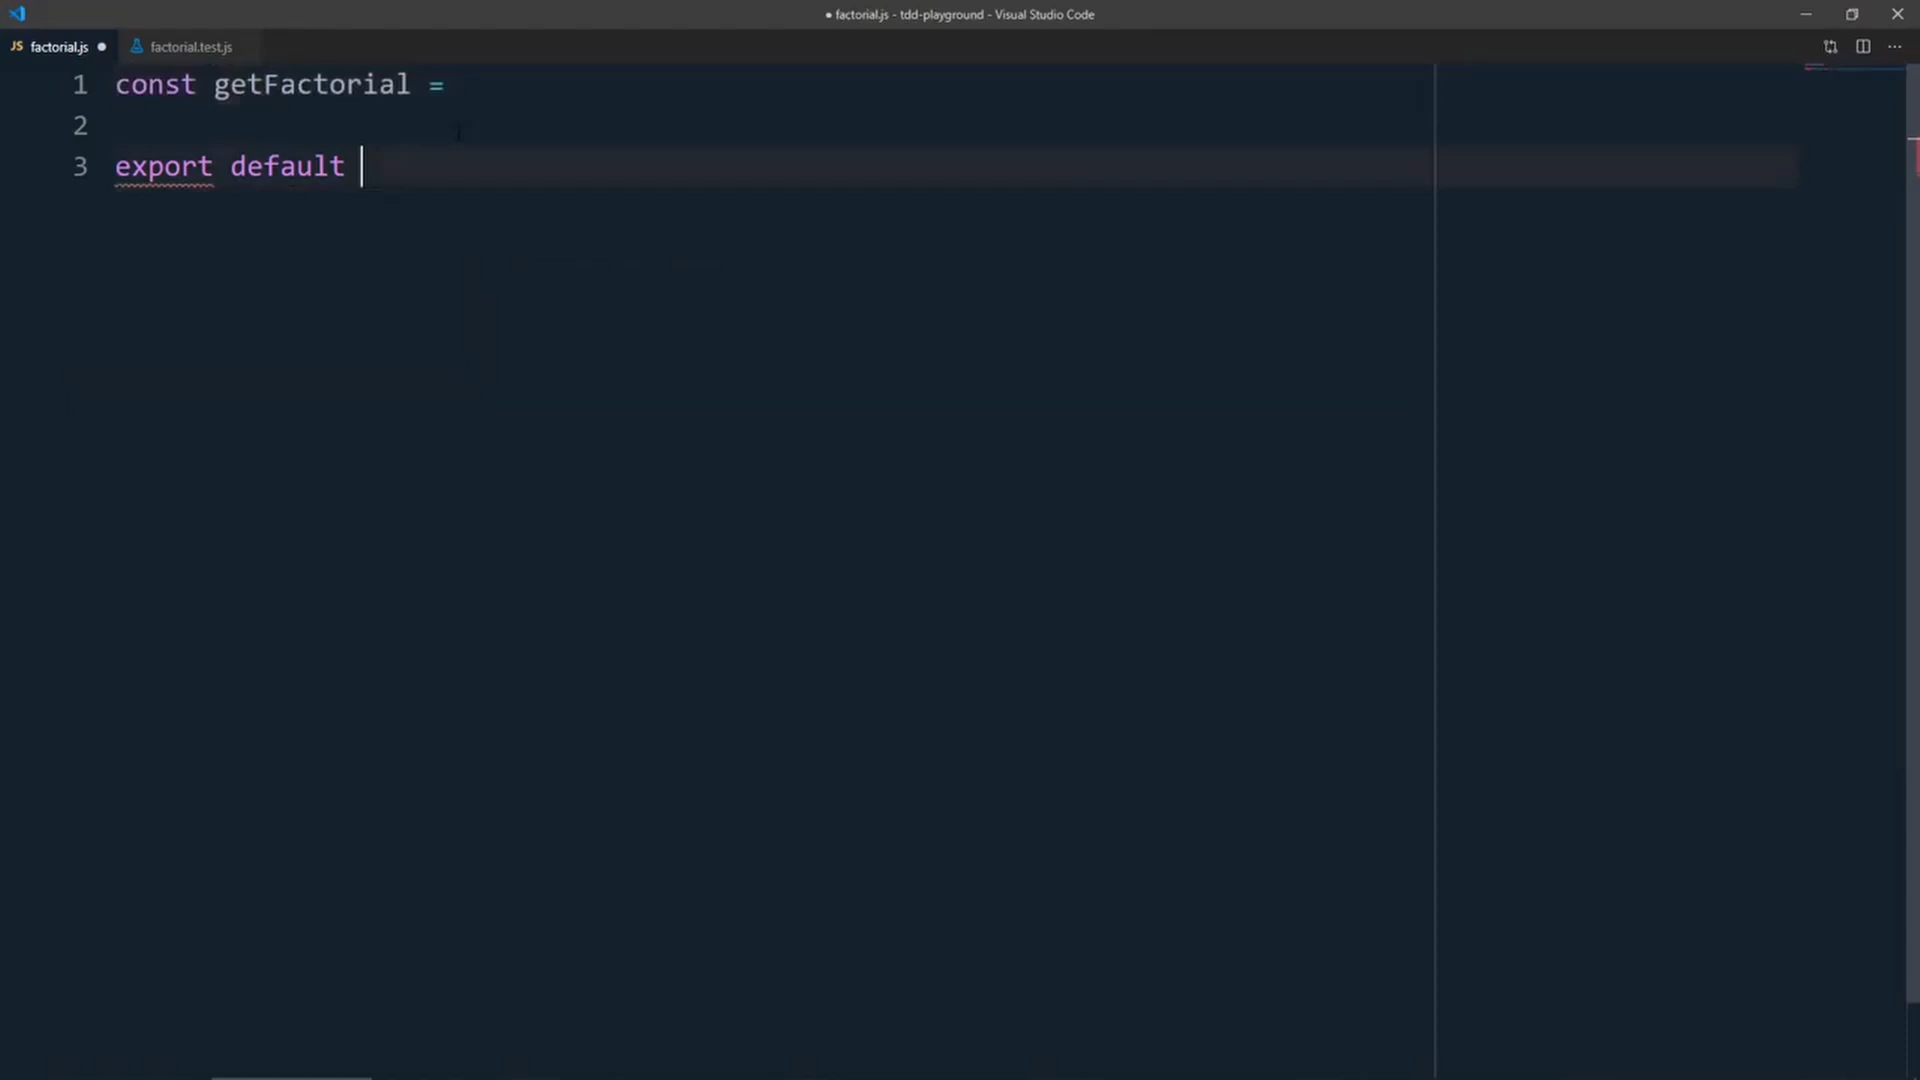 ● factorial.js - tdd-playground - Visual Studio Code
JS factorial.js ● factorial.test.js
1 const getFactorial =
2
3 export default